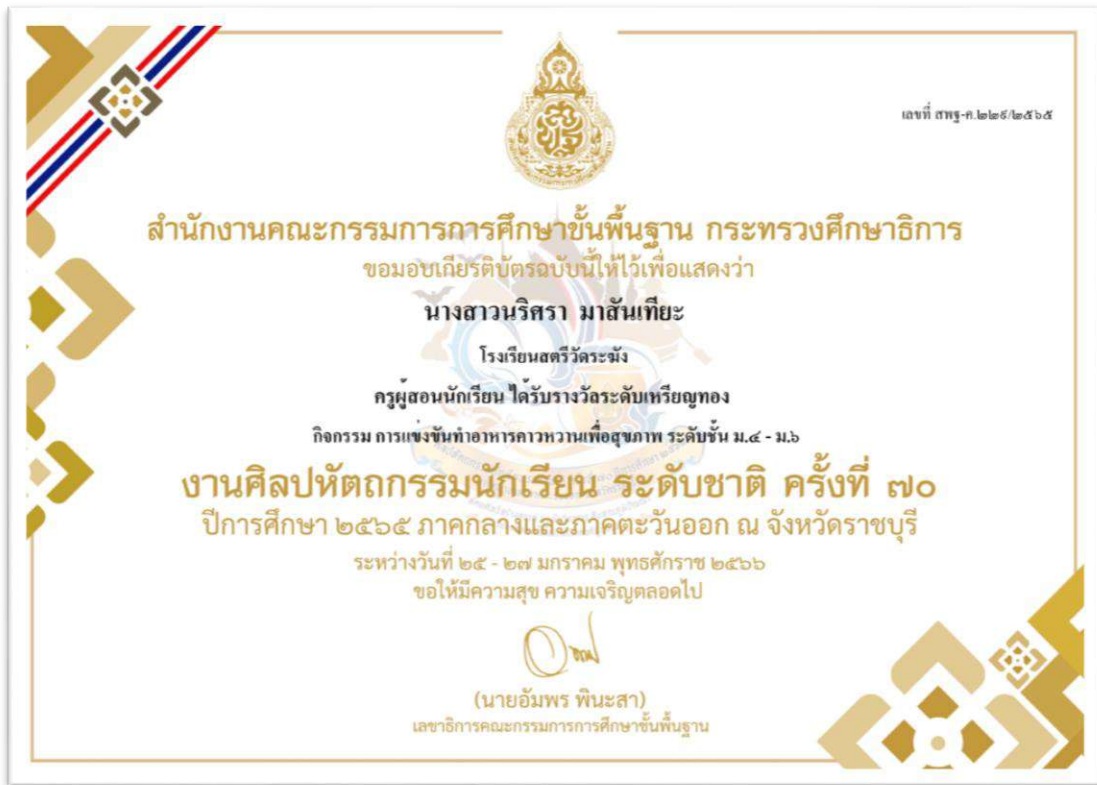 เลขที่ สพฐ-ค.๒๒๙/๒๕๖๕
สำนักงานคณะกรรมการการศึกษาขั้นพื้นฐาน กระทรวงศึกษาธิการ
ขอมอบเกียรติบัตรฉบับนี้ให้ไว้เพื่อแสดงว่า
นางสาวนริศรา มาสันเทียะ
โรงเรียนสตรีวัดระฆัง
ครูผู้สอนนักเรียน ได้รับรางวัลระดับเหรียญทอง
กิจกรรม การแข่งขันทำอาหารคาวหวานเพื่อสุขภาพ ระดับชั้น ม.๔ - ม.๖
งานศิลปหัตถกรรมนักเรียน ระดับชาติ ครั้งที่ ๗๐
ปีการศึกษา ๒๕๖๕ ภาคกลางและภาคตะวันออก ณ จังหวัดราชบุรี
ระหว่างวันที่ ๒๕ - ๒๗ มกราคม พุทธศักราช ๒๕๖๖
ขอให้มีความสุข ความเจริญตลอดไป
(นายอัมพร พินะสา)
เลขาธิการคณะกรรมการการศึกษาขั้นพื้นฐาน